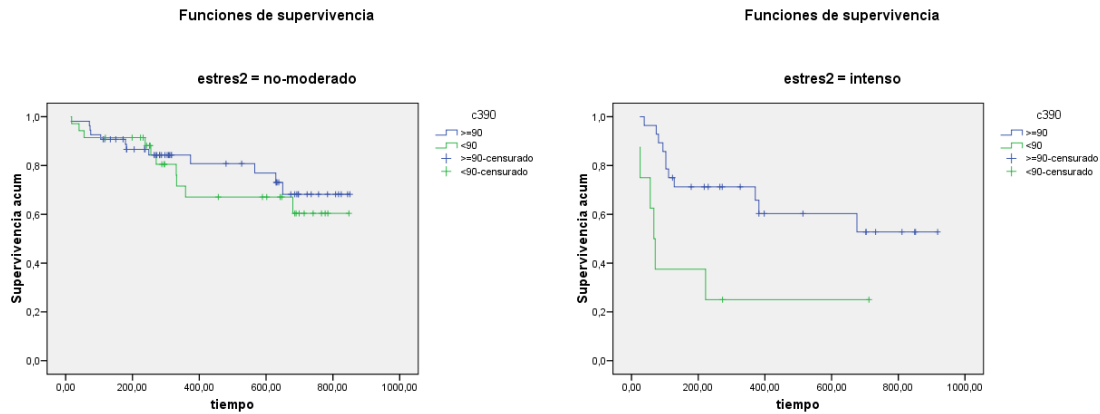 Funciones de supervivencia
estres2 = no-moderado
Supervivencia acum
1,0
0,8
0,6
0,4
0,2
0,0
0,00
200,00
400,00
600,00
800,00
1000,00
tiempo
c390
>=90
<90
>=90-censurado
<90-censurado
Funciones de supervivencia
estres2 = intenso
Supervivencia acum
1,0
0,8
0,6
0,4
0,2
0,0
0,00
200,00
400,00
600,00
800,00
1000,00
tiempo
c390
>=90
<90
>=90-censurado
<90-censurado